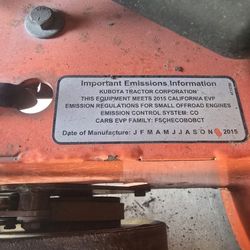 Important Emissions Information
KUBOTA TRACTOR CORPORATION
THIS EQUIPMENT MEETS 2015 CALIFORNIA EVP
EMISSION REGULATIONS FOR SMALL OFFROAD ENGINES
EMISSION CONTROL SYSTEM: CO
CARB EVP FAMILY: FSCHECOBOBCT
Date of Manufacture: J F M A M J J A S O N 2015